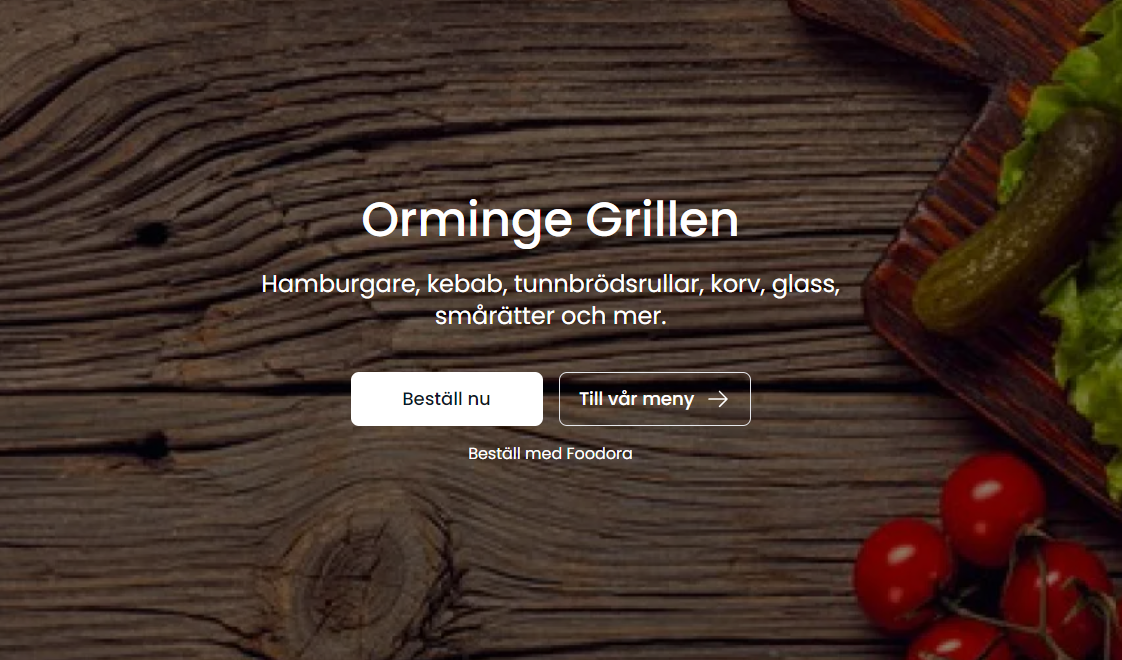 Orminge Grillen
Hamburgare, kebab, tunnbrödsrullar, korv, glass,
smårätter och mer.
Beställ nu
Till vår meny
Beställ med Foodora